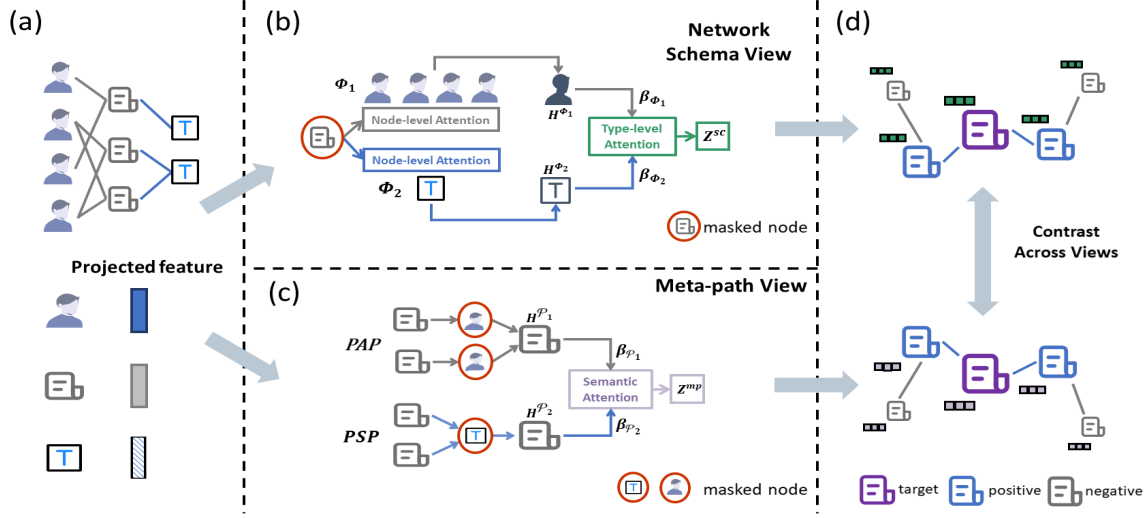 (a)
T
T
Projected feature
T
(b)
Network
Schema View
Φ₁
Node-level Attention
Node-level Attention
Φ₂
T
H^Φ₁
H^Φ₂
T
β_Φ₁
Type-level
Attention
β_Φ₂
Z^sc
masked node
(c)
Meta-path View
PAP
PSP
T
H^𝒫₁
H^𝒫₂
β_𝒫₁
Semantic
Attention
β_𝒫₂
Z^mp
T
masked node
(d)
Contrast
Across Views
target
positive
negative